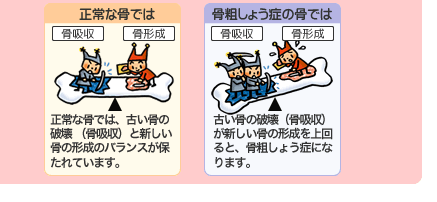 正常な骨では
骨吸収 骨形成
正常な骨では、古い骨の
破壊（骨吸収）と新しい
骨の形成のバランスが保
たれています。
骨粗しょう症の骨では
骨吸収 骨形成
古い骨の破壊（骨吸収）
が新しい骨の形成を上回
ると、骨粗しょう症にな
ります。